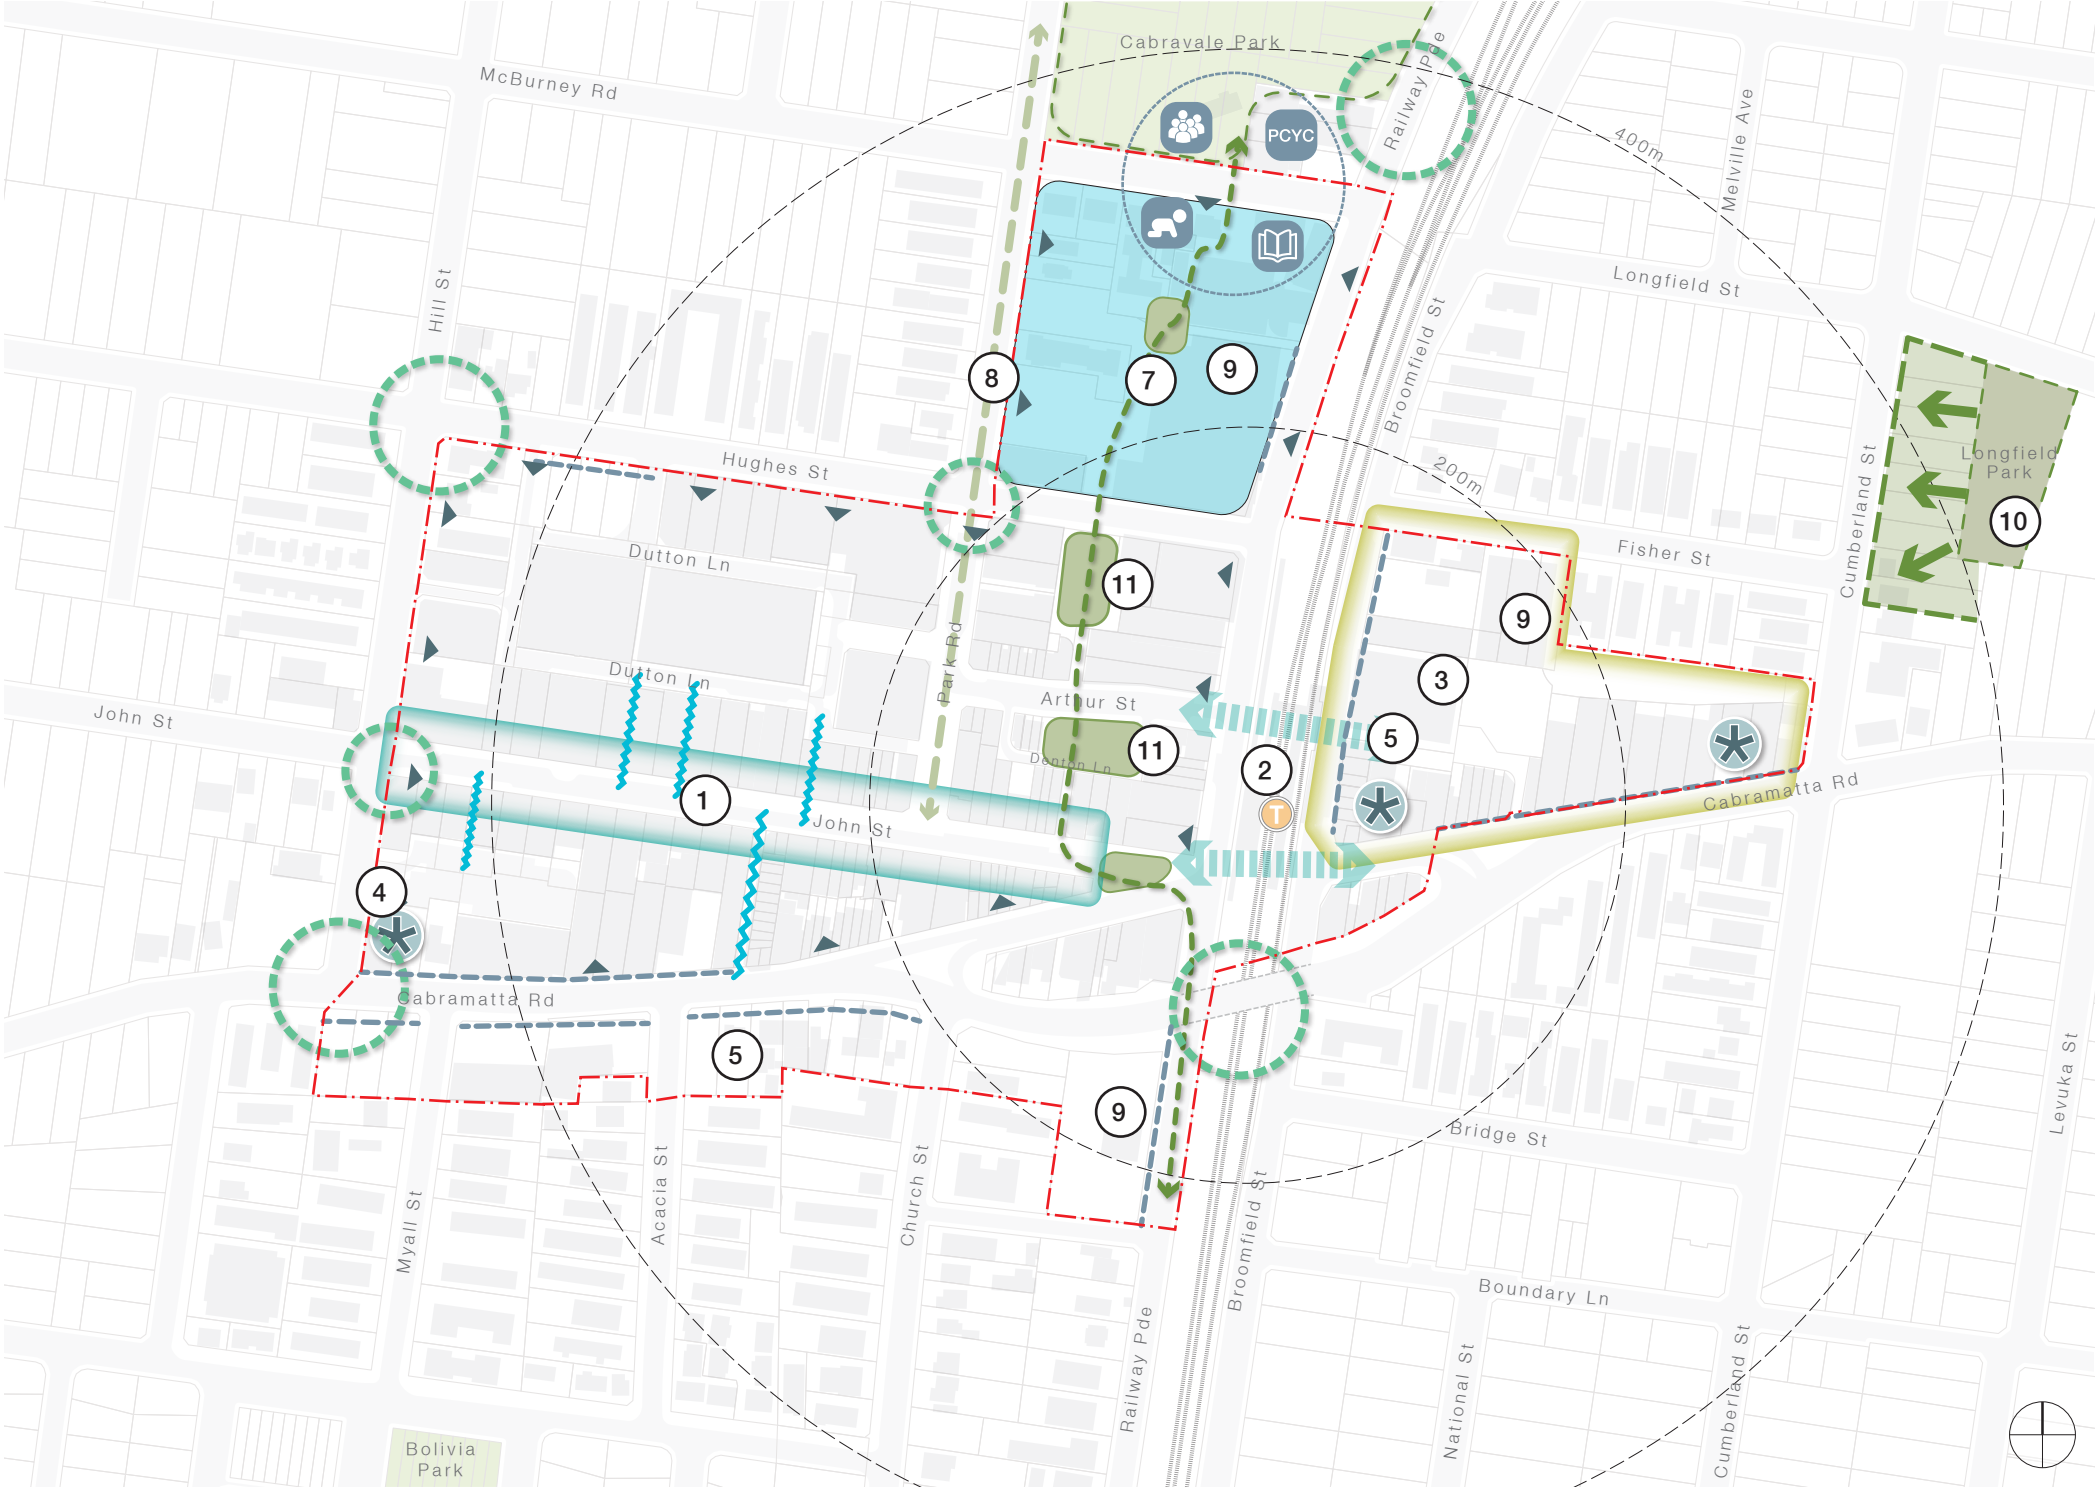 Cabravale Park
McBurney Rd
Railway Pde
PCYC
400m
Melville Ave
Hill St
Longfield St
Broomfield St
8
7
9
Hughes St
200m
Longfield
Park
10
Cumberland St
Fisher St
Dutton Ln
11
9
Dutton Ln
Park Rd
Arthur St
3
John St
5
11
Denton Ln
2
T
1
John St
Cabramatta Rd
4
Cabramatta Rd
5
9
Bridge St
Levuka St
Myall St
Acacia St
Church St
Broomfield St
Boundary Ln
Railway Pde
National St
Cumberland St
Bolivia
Park